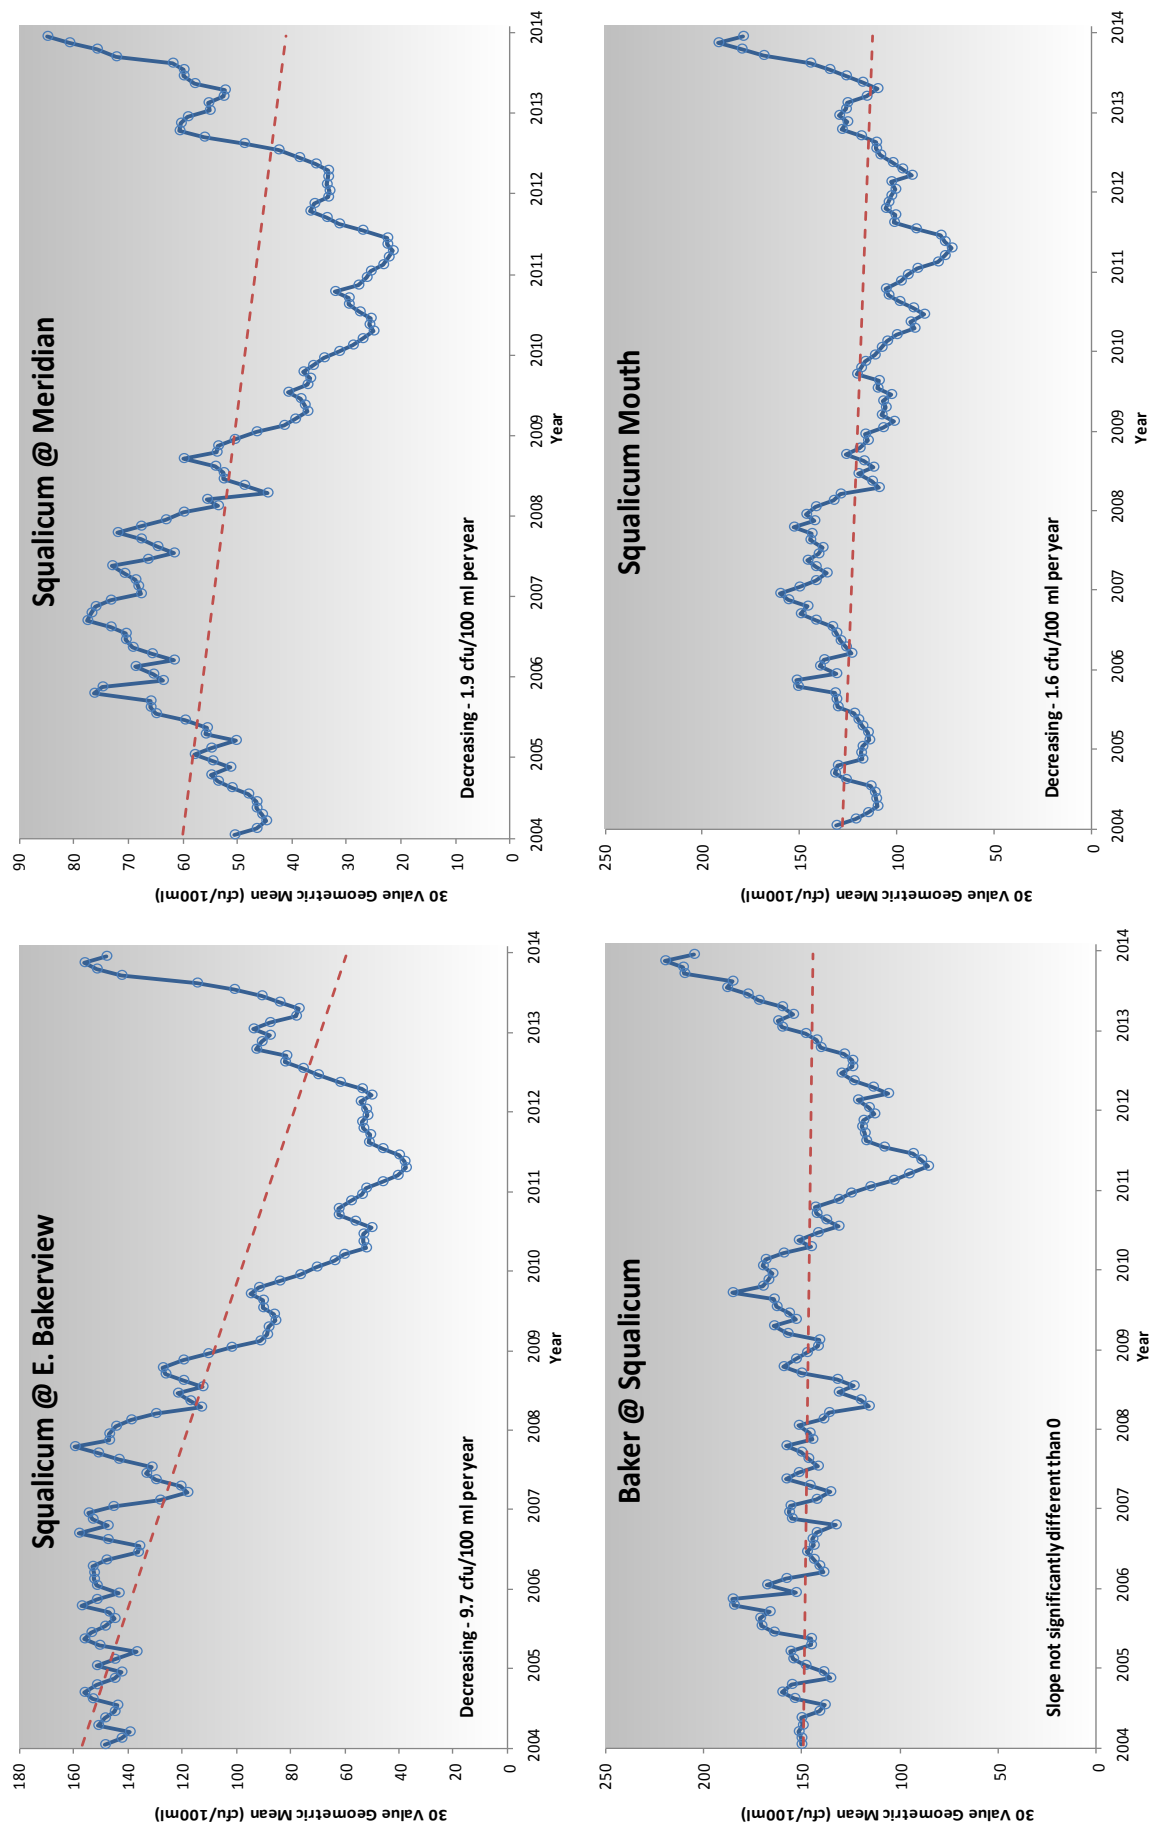 Squalicum @ E. Bakerview
30 Value Geometric Mean (cfu/100ml)
180
160
140
120
100
80
60
40
20
0
Decreasing - 9.7 cfu/100 ml per year
2004 2005 2006 2007 2008 2009 2010 2011 2012 2013 2014
Year
Squalicum @ Meridian
30 Value Geometric Mean (cfu/100ml)
90
80
70
60
50
40
30
20
10
0
Decreasing - 1.9 cfu/100 ml per year
2004 2005 2006 2007 2008 2009 2010 2011 2012 2013 2014
Year
Baker @ Squalicum
30 Value Geometric Mean (cfu/100ml)
250
200
150
100
50
0
Slope not significantly different than 0
2004 2005 2006 2007 2008 2009 2010 2011 2012 2013 2014
Year
Squalicum Mouth
30 Value Geometric Mean (cfu/100ml)
250
200
150
100
50
0
Decreasing - 1.6 cfu/100 ml per year
2004 2005 2006 2007 2008 2009 2010 2011 2012 2013 2014
Year